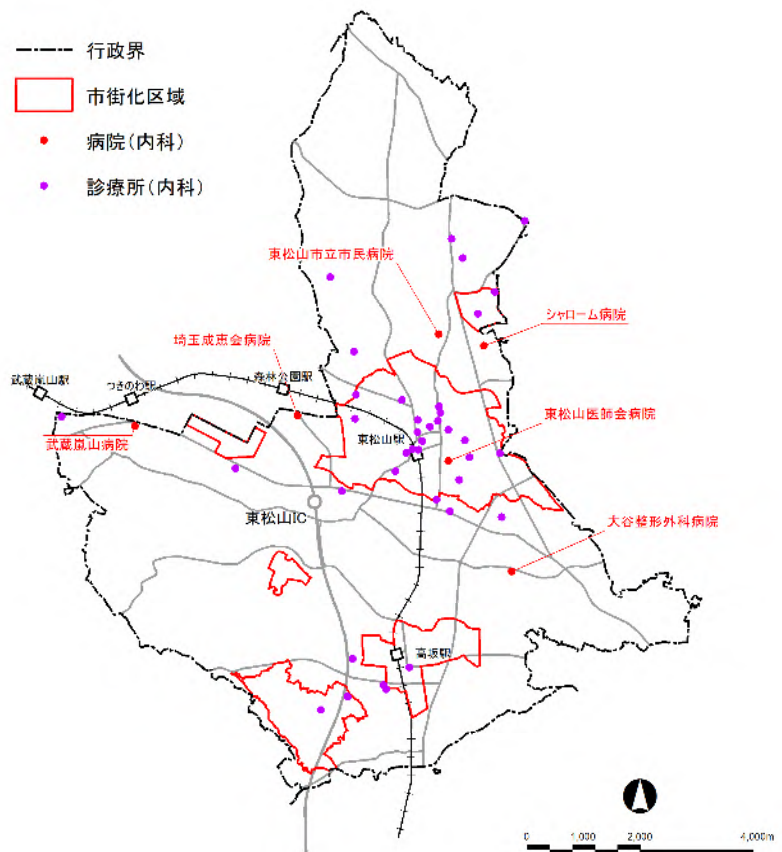 行政界
市街化区域
病院(内科)
診療所(内科)
東松山市立市民病院
シャローム病院
埼玉成恵会病院
森林公園駅
武蔵嵐山駅
つきのわ駅
東松山医師会病院
武蔵嵐山病院
東松山駅
東松山IC
大谷整形外科病院
高坂駅
0 1,000 2,000 4,000m